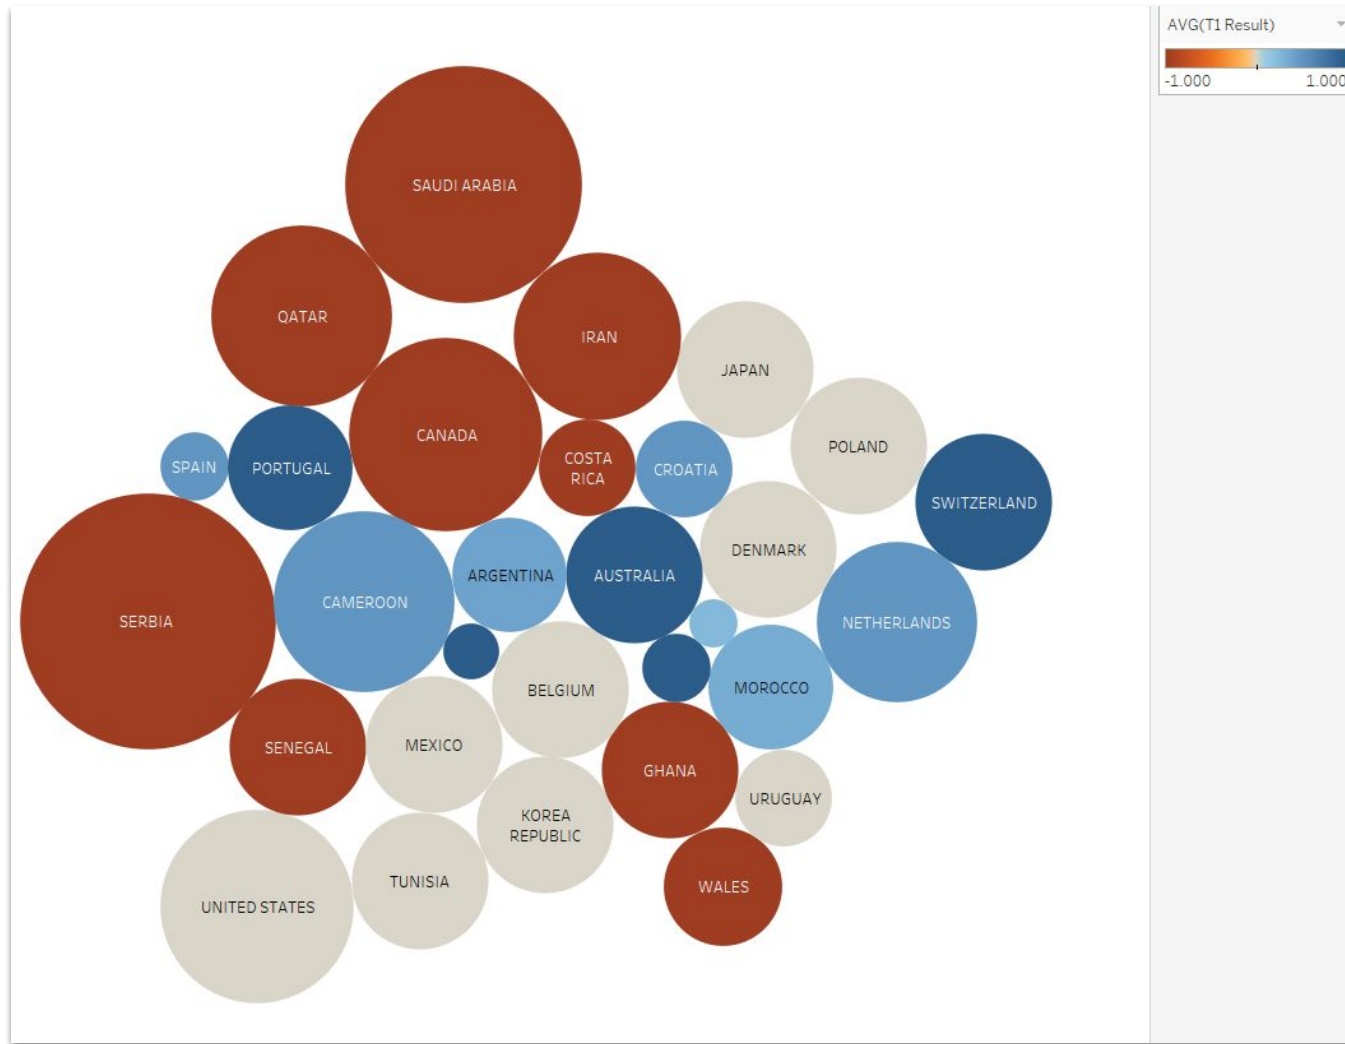 AVG(T1 Result)
-1.000 1.000
SAUDI ARABIA
QATAR
IRAN
JAPAN
CANADA
POLAND
COSTA
RICA
SPAIN
PORTUGAL
CROATIA
SWITZERLAND
DENMARK
ARGENTINA
AUSTRALIA
CAMEROON
SERBIA
NETHERLANDS
MOROCCO
BELGIUM
MEXICO
SENEGAL
GHANA
URUGUAY
KOREA
REPUBLIC
TUNISIA
WALES
UNITED STATES